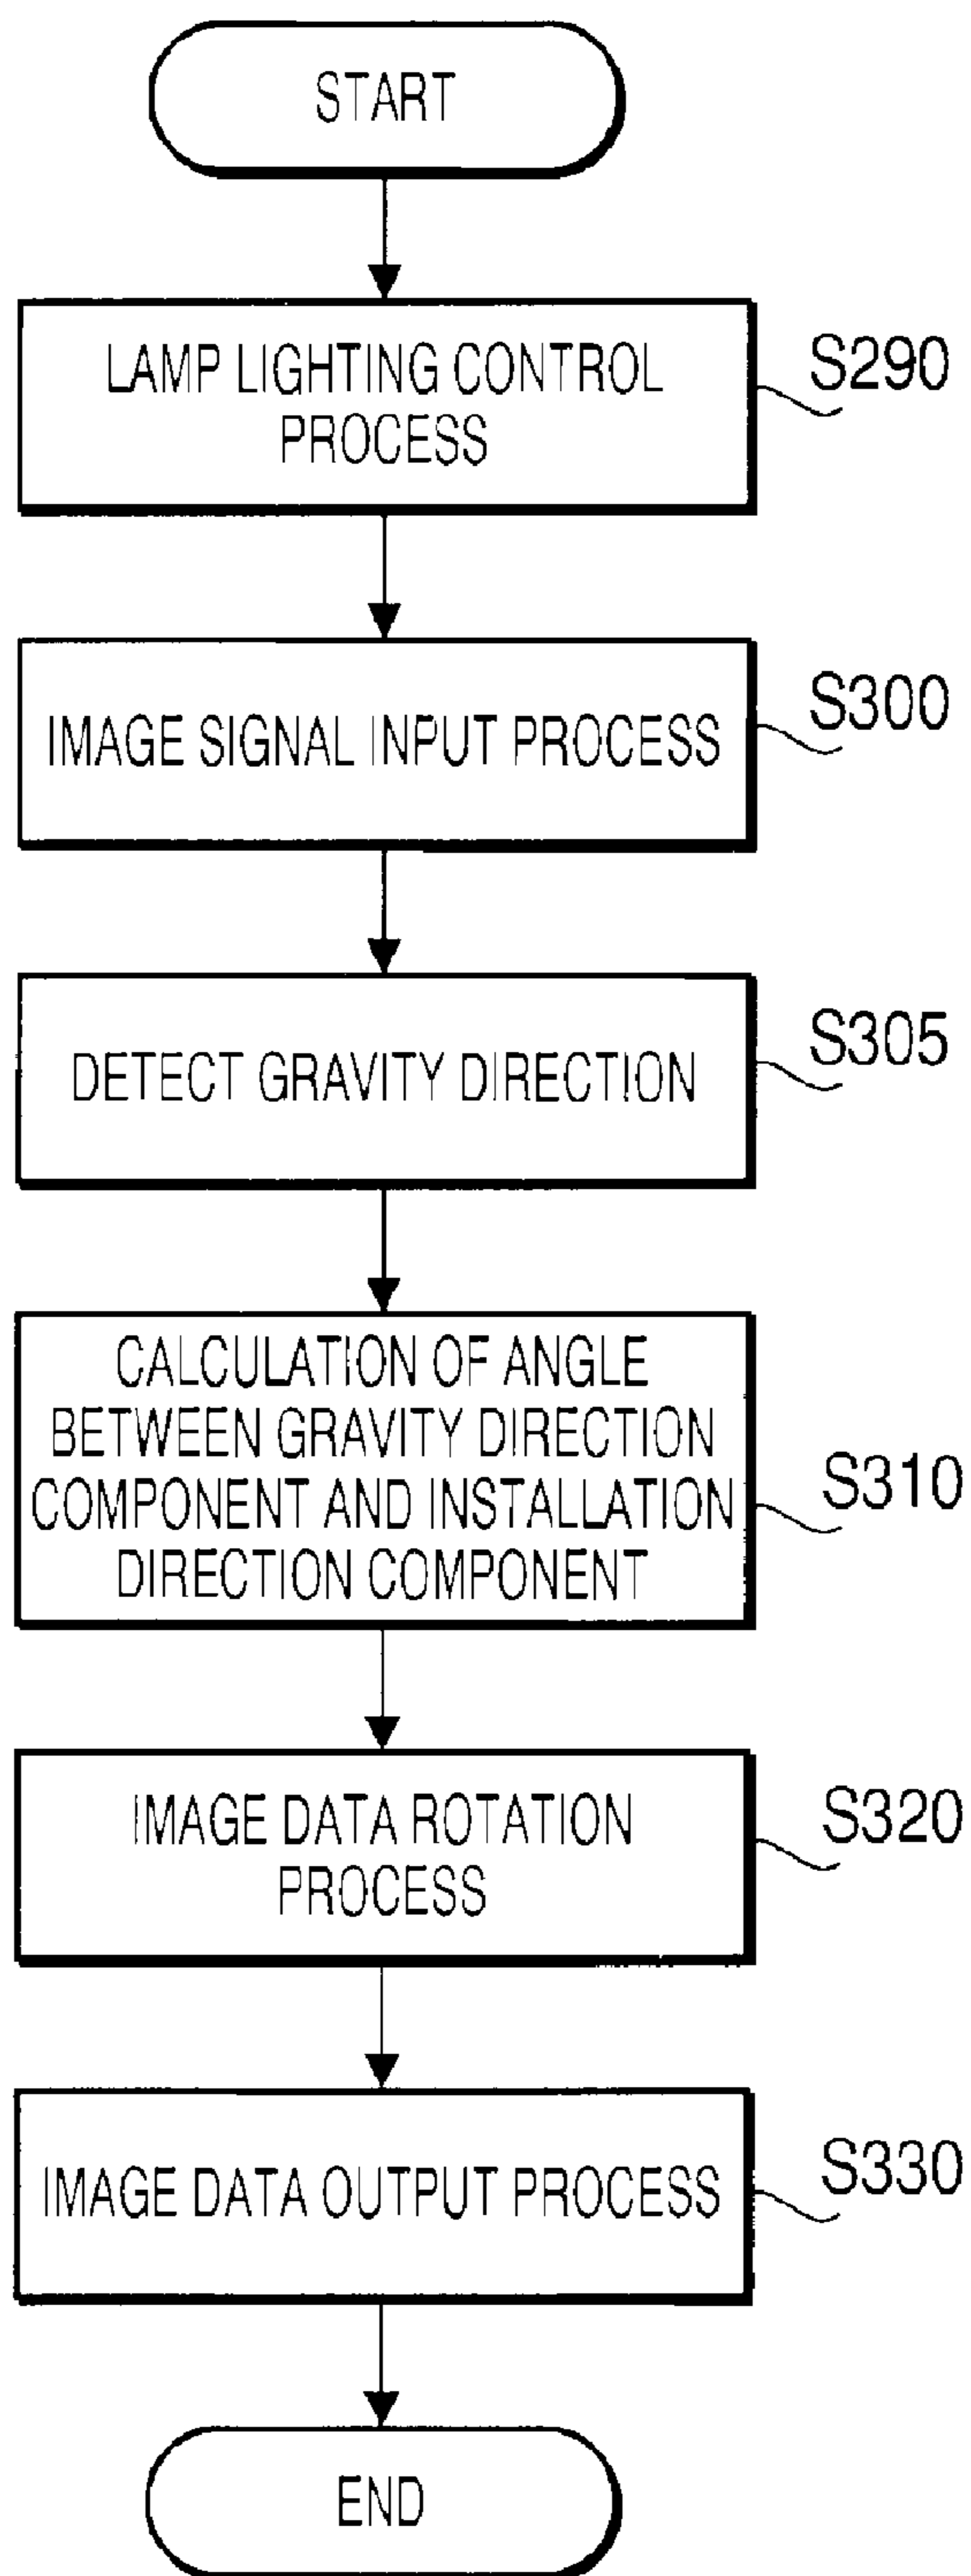 START
LAMP LIGHTING CONTROL
PROCESS
S290
IMAGE SIGNAL INPUT PROCESS
S300
DETECT GRAVITY DIRECTION
S305
CALCULATION OF ANGLE
BETWEEN GRAVITY DIRECTION
COMPONENT AND INSTALLATION
DIRECTION COMPONENT
S310
IMAGE DATA ROTATION
PROCESS
S320
IMAGE DATA OUTPUT PROCESS
S330
END